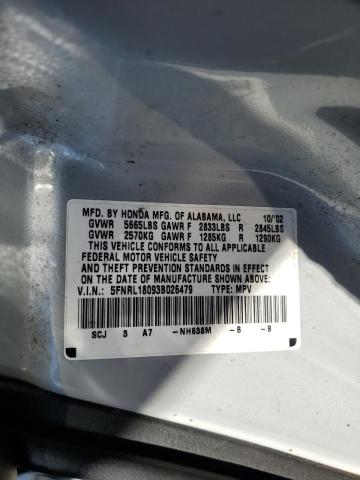 MFD. BY HONDA MFG. OF ALABAMA, LLC 10/'02
GVWR 5665LBS GAWR F 2833LBS R 2845LBS
GVWR 2570KG GAWR F 1285KG R 1290KG
THIS VEHICLE CONFORMS TO ALL APPLICABLE
FEDERAL MOTOR VEHICLE SAFETY
AND THEFT PREVENTION STANDARDS IN EFFECT
ON THE DATE OF MANUFACTURE SHOWN ABOVE.
V.I.N.: 5FNRL18093B026479 TYPE: MPV
SCJ 3 A7 -NH638M -B -8